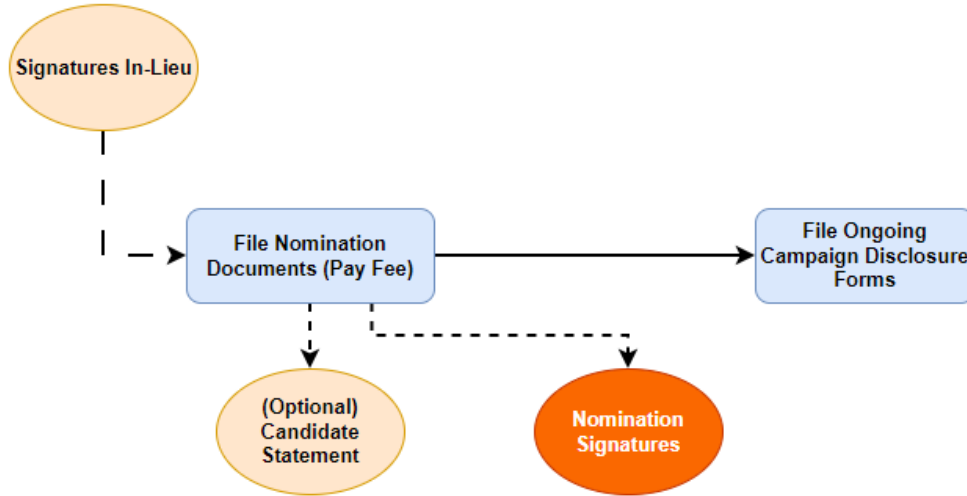 Signatures In-Lieu
File Nomination
Documents (Pay Fee)
File Ongoing
Campaign Disclosure
Forms
(Optional)
Candidate
Statement
Nomination
Signatures